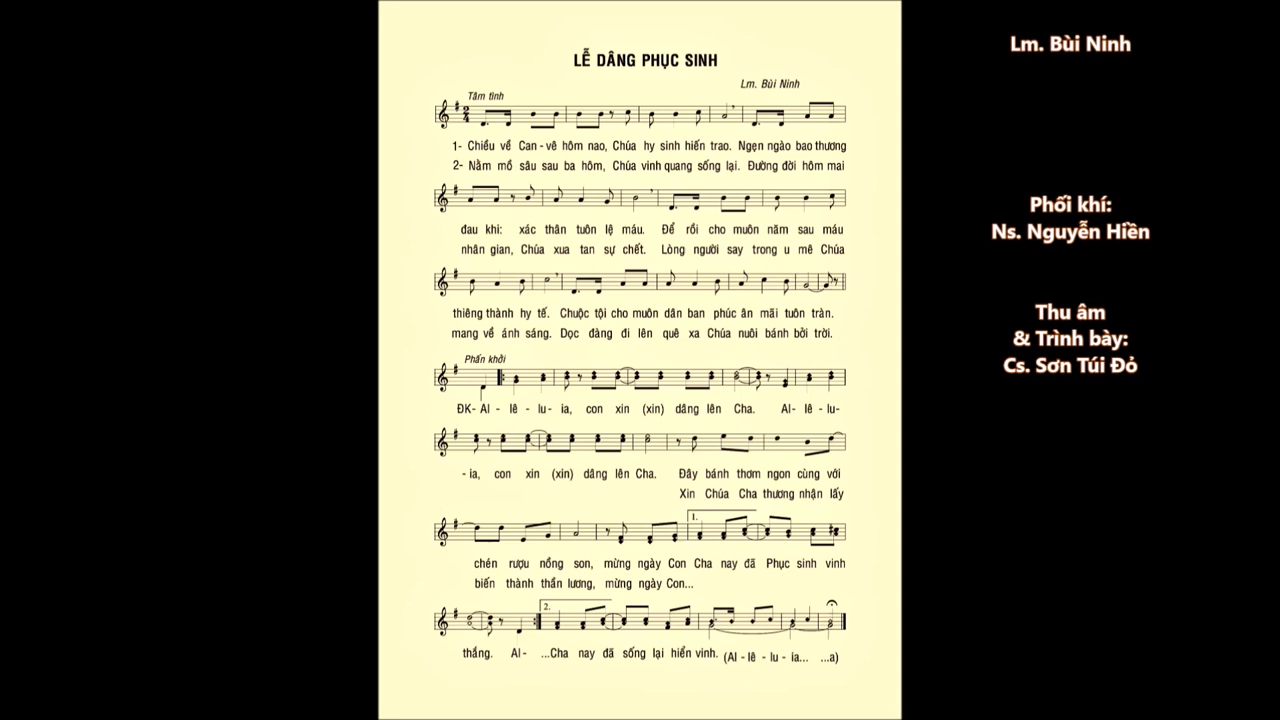 LỄ DÂNG PHỤC SINH
Lm. Bùi Ninh
Tâm tình
2
4
1- Chiều về Can - vê hôm nao, Chúa hy sinh hiến trao. Ngẹn ngào bao thương
2- Nằm mồ sâu sau ba hôm, Chúa vinh quang sống lại. Đường đời hôm mai
đau khi: xác thân tuôn lệ máu. Để rồi cho muôn năm sau máu
nhân gian, Chúa xua tan sự chết. Lòng người say trong u mê Chúa
thiêng thành hy tế. Chuộc tội cho muôn dân ban phúc ân mãi tuôn tràn.
mang về ánh sáng. Dọc đàng đi lên quê xa Chúa nuôi bánh bởi trời.
Phấn khởi
ĐK- Al - lê - lu - ia, con xin (xin) dâng lên Cha. Al - lê - lu-
- ia, con xin (xin) dâng lên Cha. Đây bánh thơm ngon cùng với
Xin Chúa Cha thương nhận lấy
1.
chén rượu nồng son, mừng ngày Con Cha nay đã Phục sinh vinh
biến thành thần lương, mừng ngày Con...
2.
thắng. Al- ...Cha nay đã sống lại hiển vinh. (Al - lê - lu - ia... ...a)
Lm. Bùi Ninh
Phối khí:
Ns. Nguyễn Hiền
Thu âm
& Trình bày:
Cs. Sơn Túi Đỏ